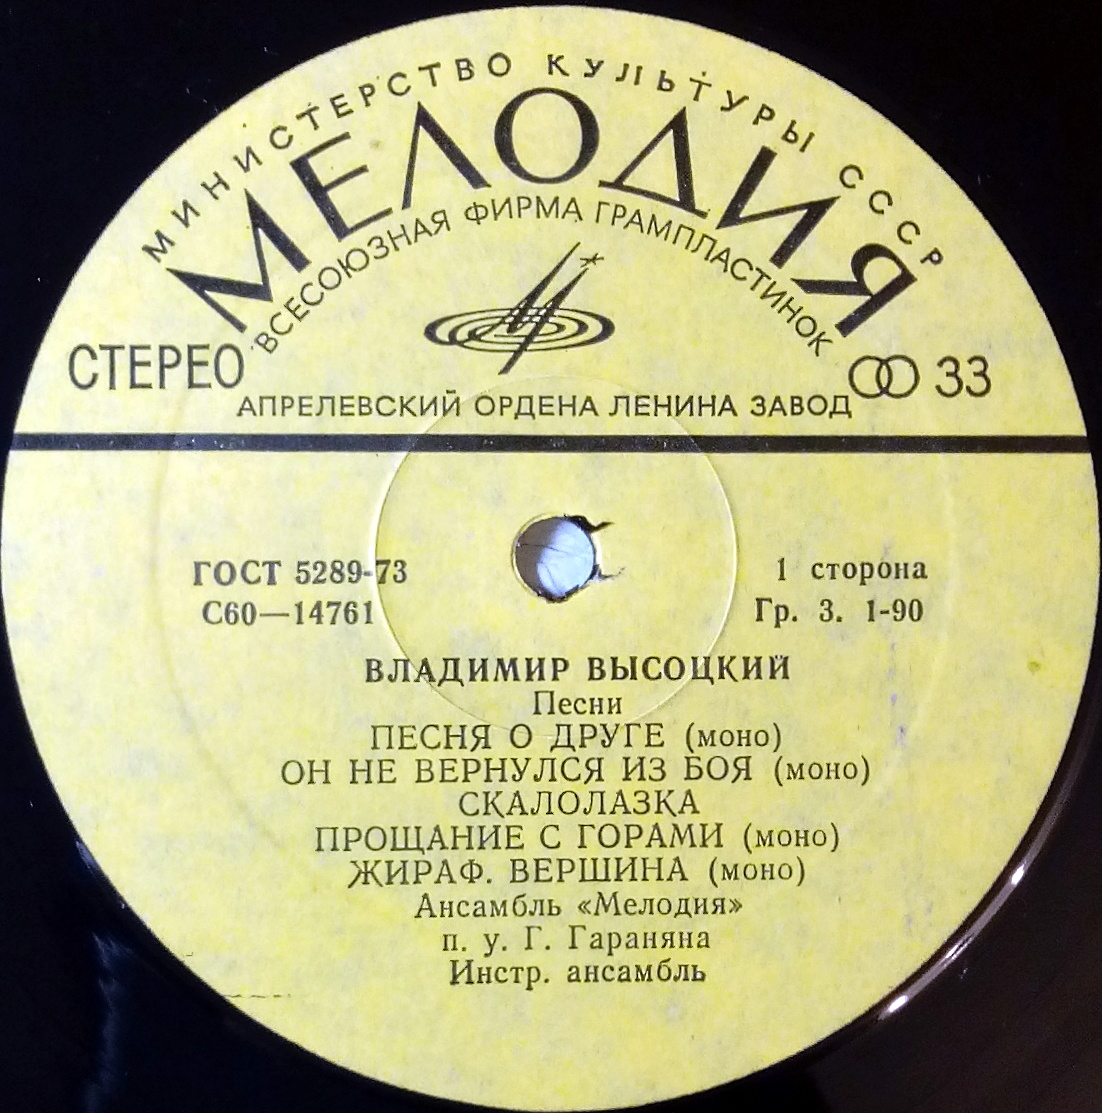 МИНИСТЕРСТВО КУЛЬТУРЫ СССР
МЕЛОДИЯ
ВСЕСОЮЗНАЯ ФИРМА ГРАМПЛАСТИНОК
СТЕРЕО
33
АПРЕЛЕВСКИЙ ОРДЕНА ЛЕНИНА ЗАВОД
ГОСТ 5289-73
С60—14761
1 сторона
Гр. 3. 1-90
ВЛАДИМИР ВЫСОЦКИЙ
Песни
ПЕСНЯ О ДРУГЕ (моно)
ОН НЕ ВЕРНУЛСЯ ИЗ БОЯ (моно)
СКАЛОЛАЗКА
ПРОЩАНИЕ С ГОРАМИ (моно)
ЖИРАФ. ВЕРШИНА (моно)
Ансамбль «Мелодия»
п. у. Г. Гараняна
Инстр. ансамбль